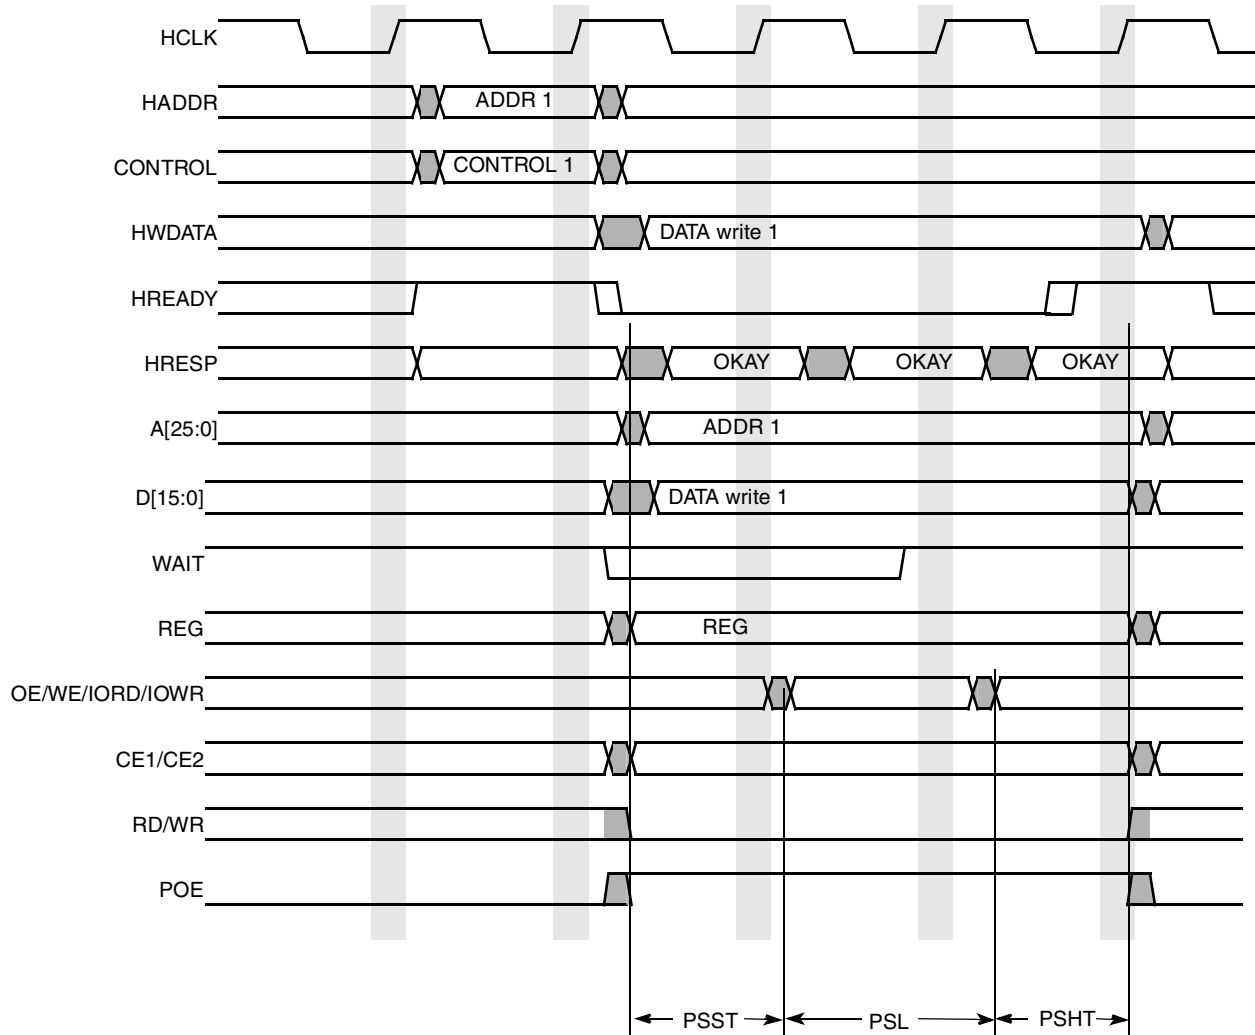 HCLK
HADDR ADDR 1
CONTROL CONTROL 1
HWDATA DATA write 1
HREADY
HRESP OKAY OKAY OKAY
A[25:0] ADDR 1
D[15:0] DATA write 1
WAIT
REG REG
OE/WE/IORD/IOWR
CE1/CE2
RD/WR
POE
PSST PSL PSHT